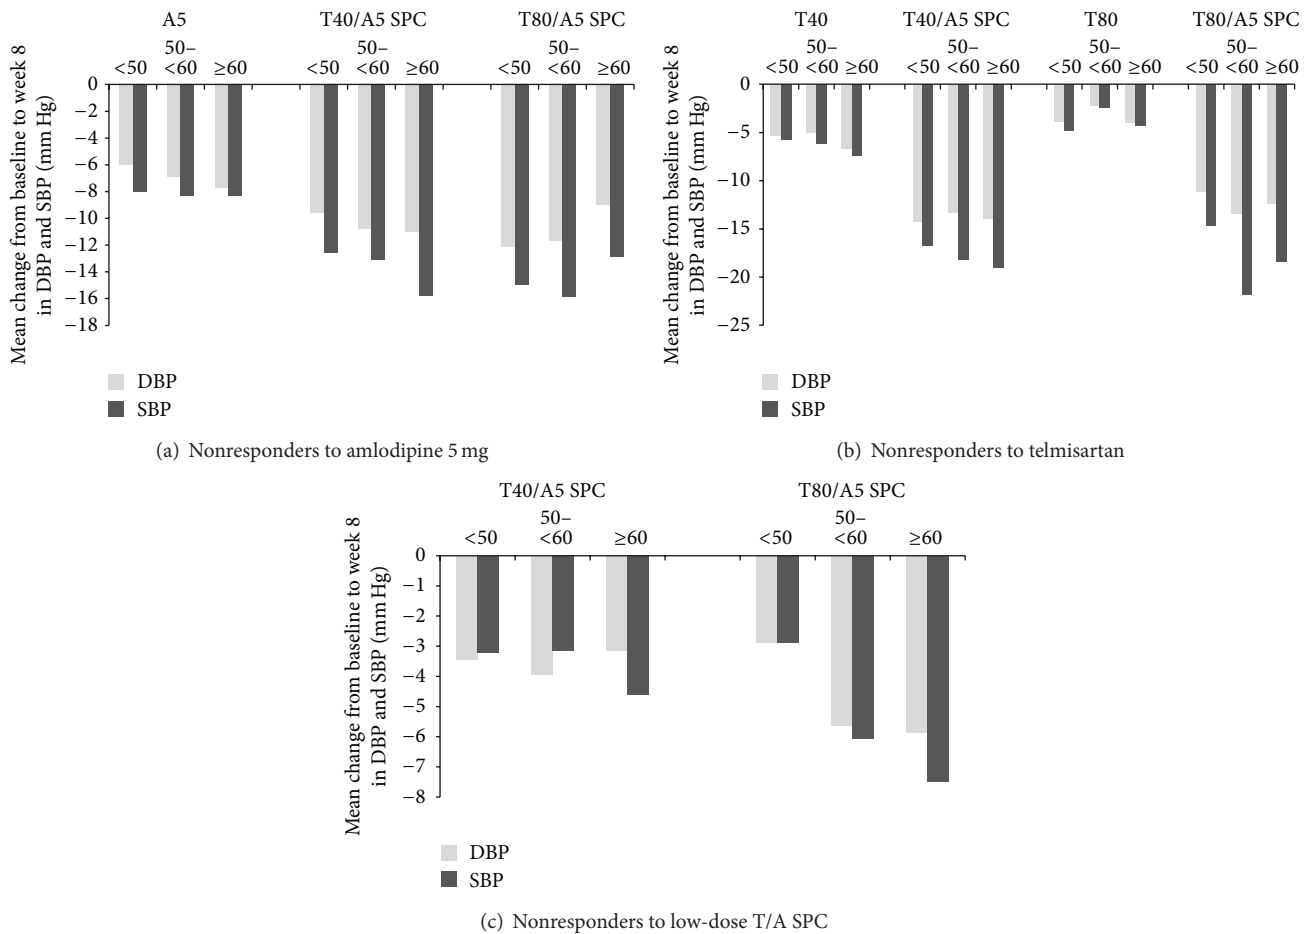 A5 T40/A5 SPC T80/A5 SPC
50– 50– 50–
<50 <60 ≥60 <50 <60 ≥60 <50 <60 ≥60
Mean change from baseline to week 8
in DBP and SBP (mm Hg)
0
−2
−4
−6
−8
−10
−12
−14
−16
−18
DBP
SBP
(a) Nonresponders to amlodipine 5 mg
T40 T40/A5 SPC T80 T80/A5 SPC
50– 50– 50– 50–
<50 <60 ≥60 <50 <60 ≥60 <50 <60 ≥60 <50 <60 ≥60
Mean change from baseline to week 8
in DBP and SBP (mm Hg)
0
−5
−10
−15
−20
−25
DBP
SBP
(b) Nonresponders to telmisartan
T40/A5 SPC T80/A5 SPC
50– 50–
<50 <60 ≥60 <50 <60 ≥60
Mean change from baseline to week 8
in DBP and SBP (mm Hg)
0
−1
−2
−3
−4
−5
−6
−7
−8
DBP
SBP
(c) Nonresponders to low-dose T/A SPC